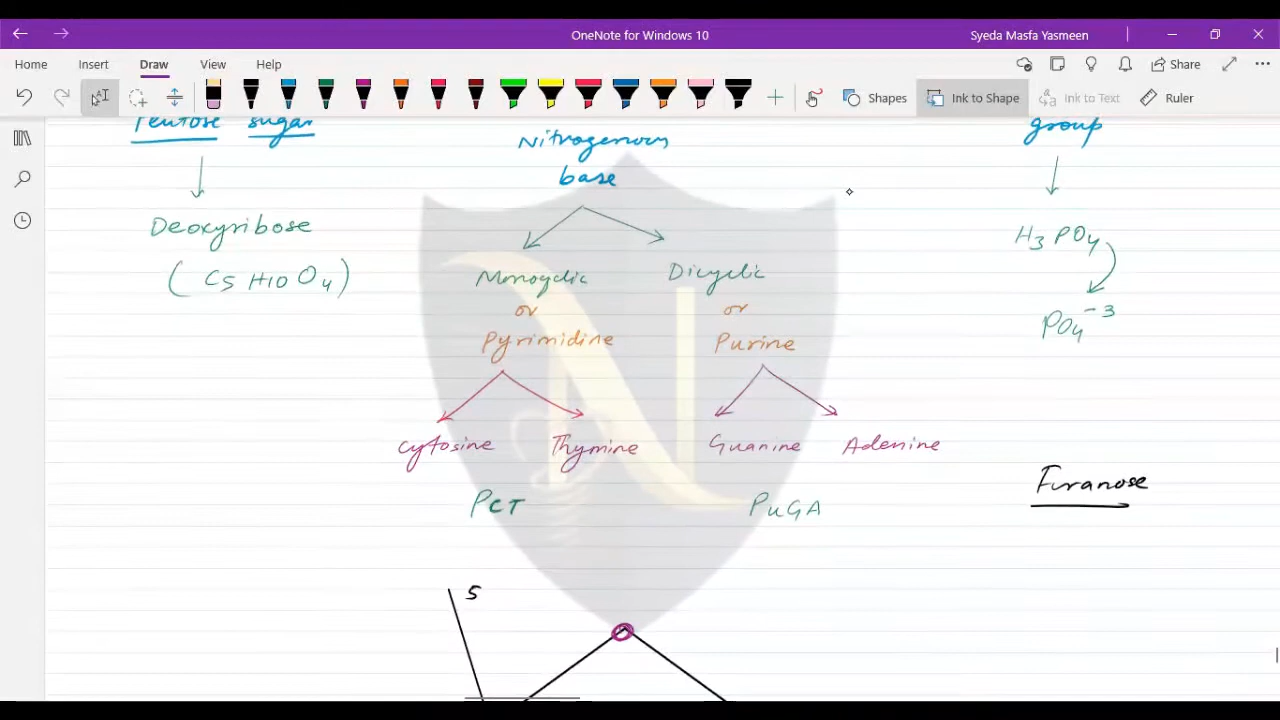 OneNote for Windows 10
Syeda Masfa Yasmeen
Home Insert Draw View Help
Share
Shapes
Ink to Shape
Ink to Text
Ruler
Pentose sugar
Nitrogenous
base
group
Deoxyribose
(C5 H10 O4)
Monocyclic
or
Pyrimidine
Dicyclic
or
Purine
H3 PO4
PO4 -3
Cytosine Thymine Guanine Adenine
PCT
PuGA
Furanose
5
N